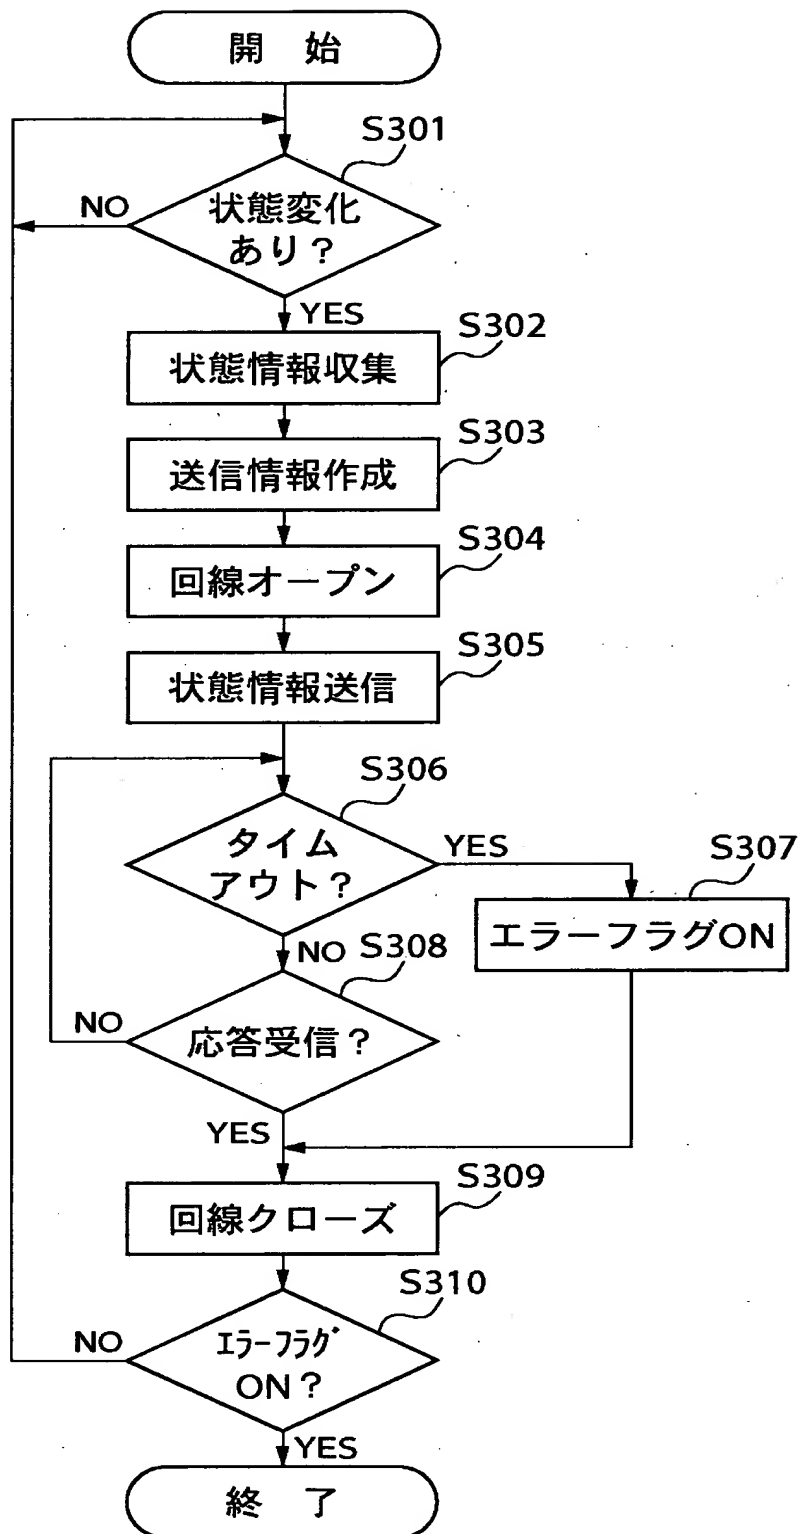 開 始
S301
NO
状態変化
あり?
YES
S302
状態情報収集
S303
送信情報作成
S304
回線オープン
S305
状態情報送信
S306
タイム
アウト?
YES
S307
エラーフラグON
NO
S308
NO
応答受信?
YES
S309
回線クローズ
S310
NO
ｴﾗｰﾌﾗｸﾞ
ON?
YES
終 了